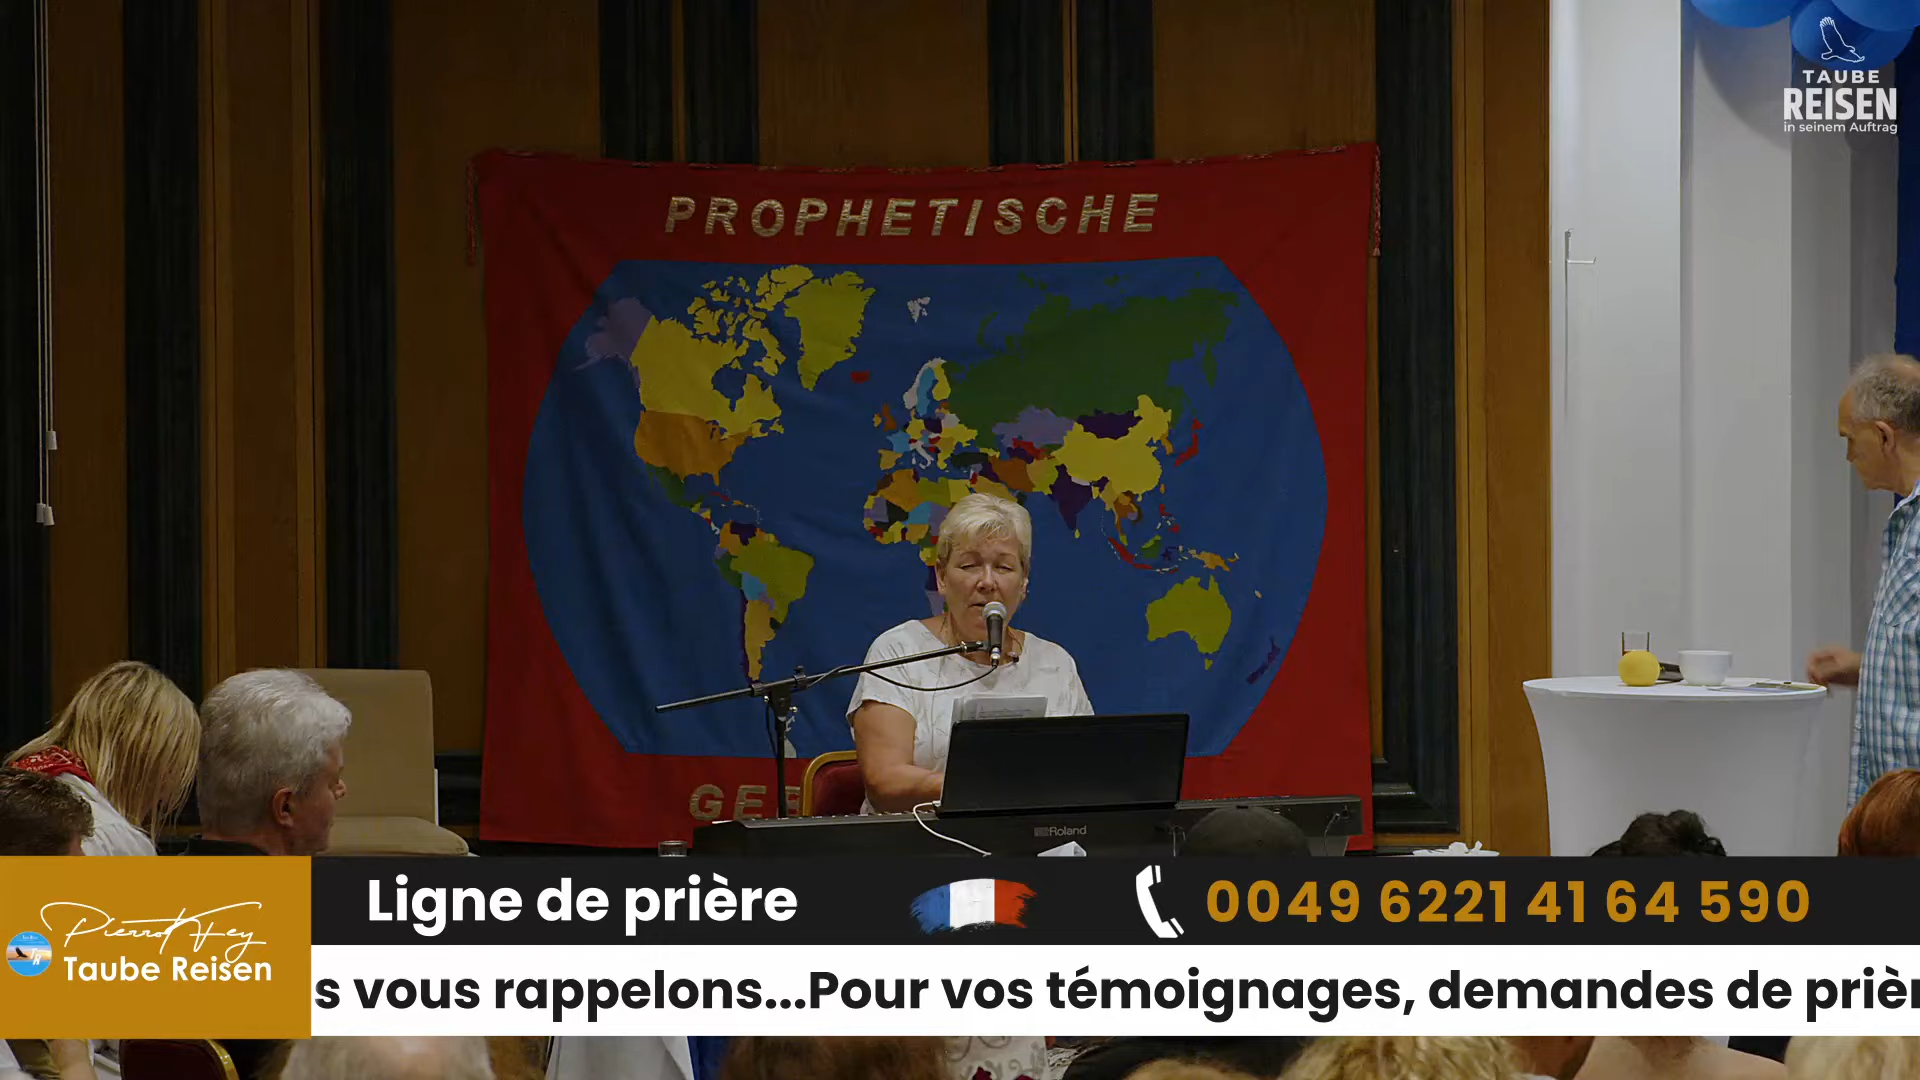 TAUBE
REISEN
in seinem Auftrag
PROPHETISCHE
Roland
Ligne de prière
0049 6221 41 64 590
Pierrot Fey
Taube Reisen
s vous rappelons...Pour vos témoignages, demandes de priè